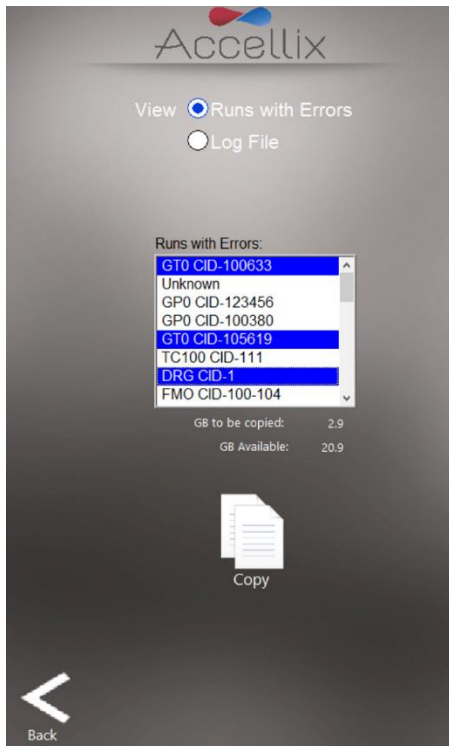 Accellix
View Runs with Errors
Log File
Runs with Errors:
GT0 CID-100633
Unknown
GP0 CID-123456
GP0 CID-100380
GT0 CID-105619
TC100 CID-111
DRG CID-1
FMO CID-100-104
GB to be copied: 2.9
GB Available: 20.9
Copy
Back